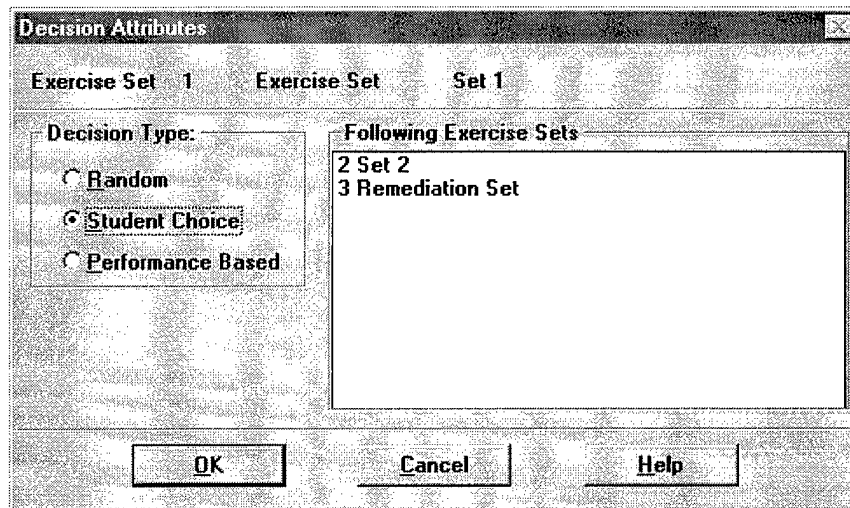 Decision Attributes
Exercise Set 1 Exercise Set Set 1
Decision Type:
Random
Student Choice
Performance Based
Following Exercise Sets
2 Set 2
3 Remediation Set
OK Cancel Help